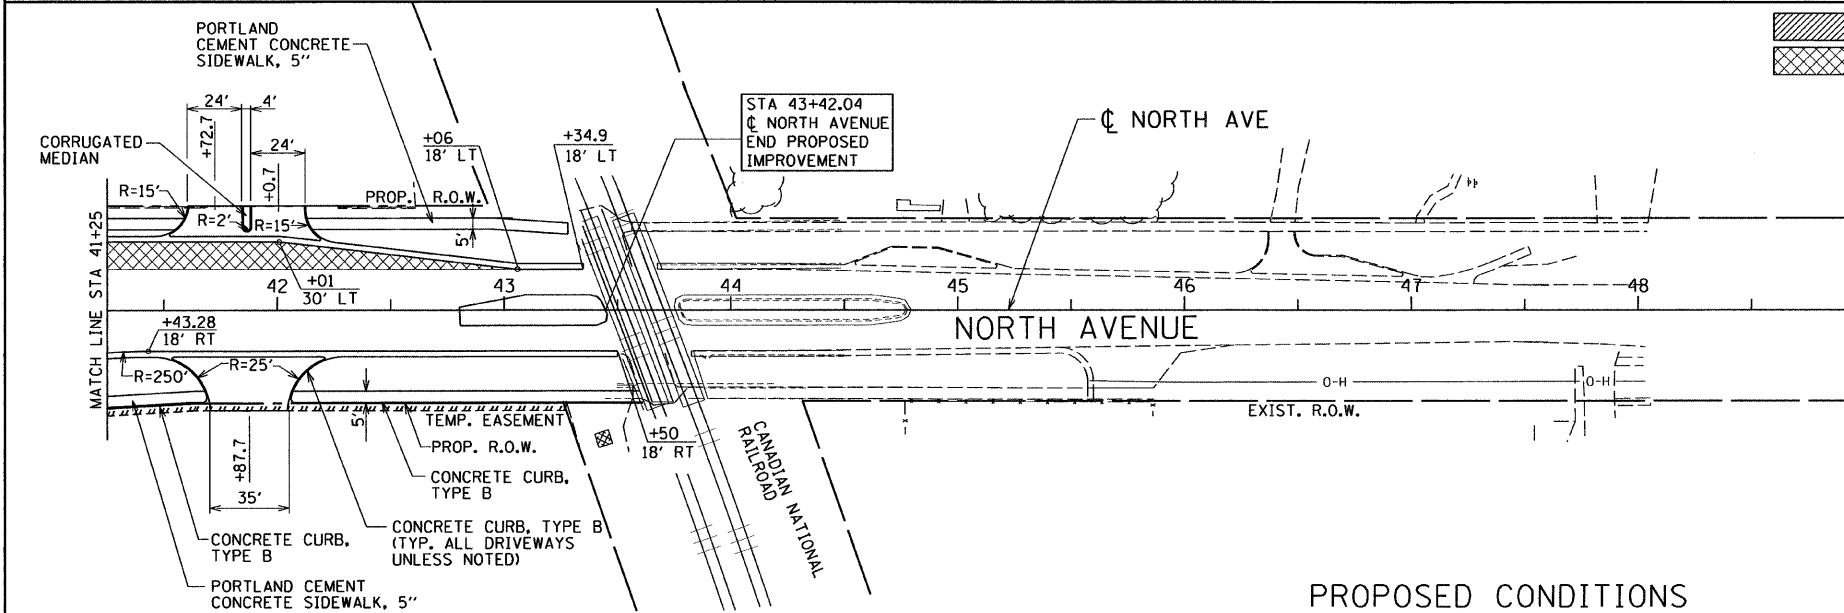 PORTLAND
CEMENT CONCRETE
SIDEWALK, 5"
24'
4'
+72.7
24'
+0.7
CORRUGATED
MEDIAN
R=15'
R=2'
R=15'
PROP. R.O.W.
5'
+06
18' LT
+34.9
18' LT
STA 43+42.04
℄ NORTH AVENUE
END PROPOSED
IMPROVEMENT
℄ NORTH AVE
MATCH LINE STA 41+25
42
43
44
45
46
47
48
+01
30' LT
NORTH AVENUE
+43.28
18' RT
R=250'
R=25'
5'
TEMP. EASEMENT
PROP. R.O.W.
CONCRETE CURB,
TYPE B
+50
18' RT
CANADIAN NATIONAL
RAILROAD
O-H
O-H
EXIST. R.O.W.
+87.7
35'
CONCRETE CURB, TYPE B
(TYP. ALL DRIVEWAYS
UNLESS NOTED)
CONCRETE CURB,
TYPE B
PORTLAND CEMENT
CONCRETE SIDEWALK, 5"
PROPOSED CONDITIONS